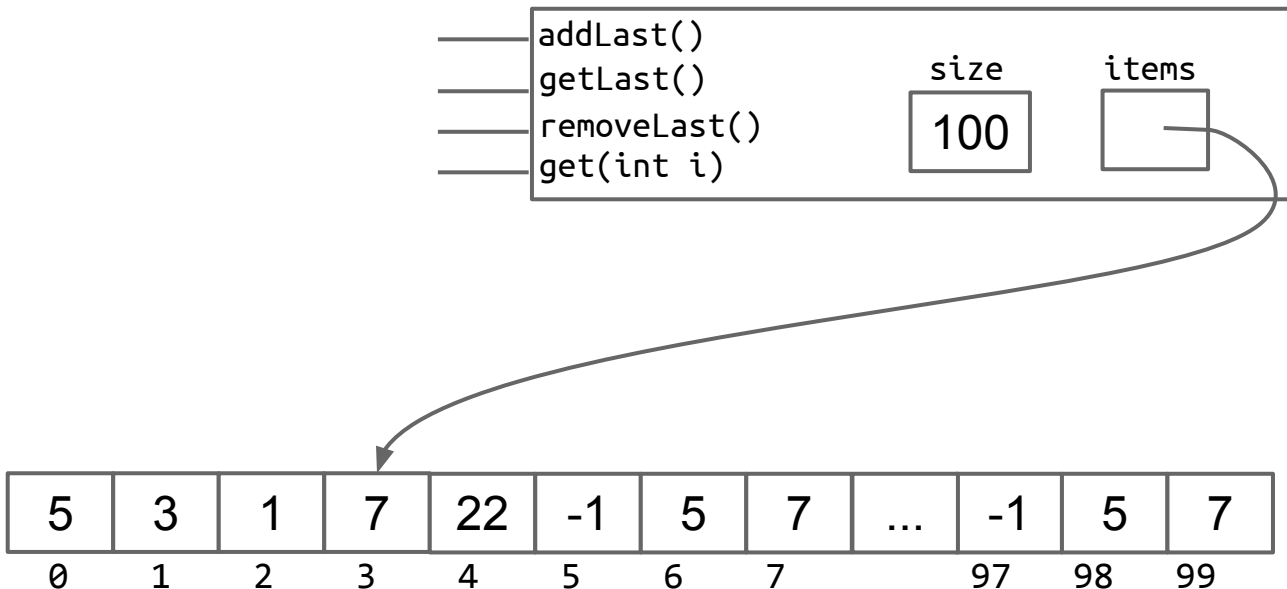 addLast()
getLast()
removeLast()
get(int i)
size items
100
5 3 1 7 22 -1 5 7 ... -1 5 7
0 1 2 3 4 5 6 7 97 98 99